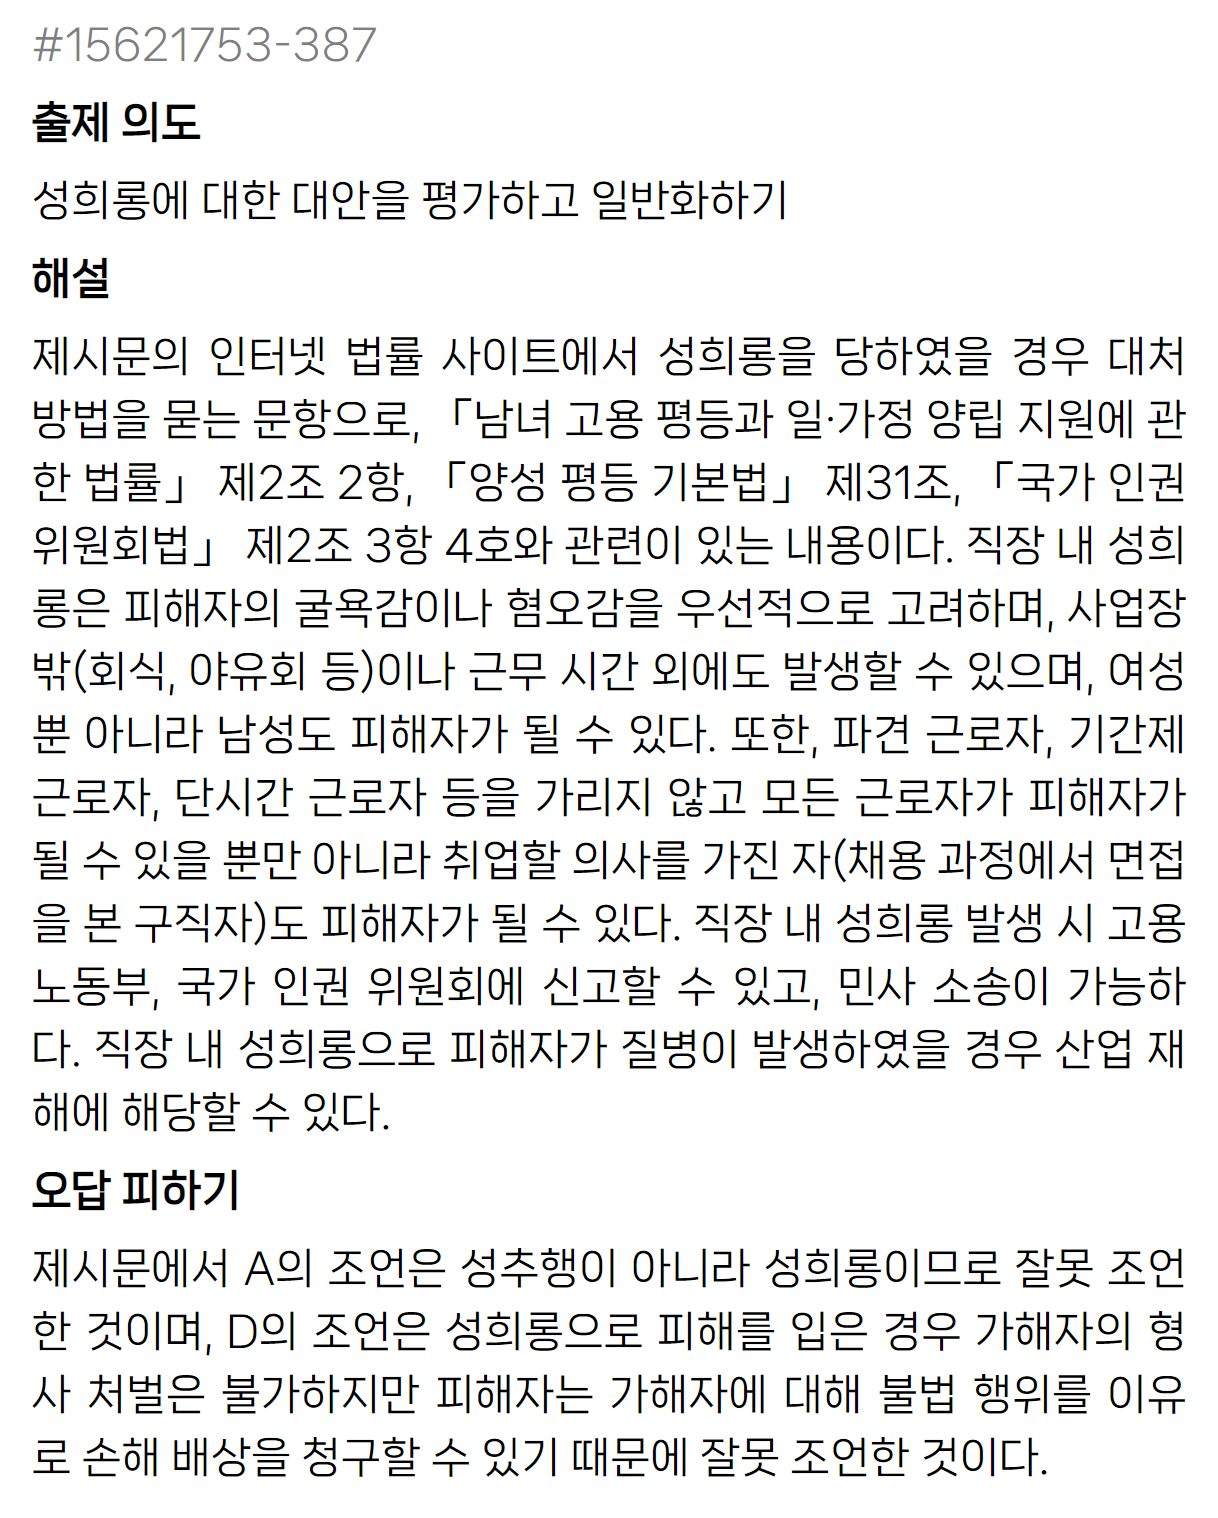 #15621753-387
출제 의도
성희롱에 대한 대안을 평가하고 일반화하기
해설
제시문의 인터넷 법률 사이트에서 성희롱을 당하였을 경우 대처
방법을 묻는 문항으로, 「남녀 고용 평등과 일·가정 양립 지원에 관
한 법률」 제2조 2항, 「양성 평등 기본법」 제31조, 「국가 인권
위원회법」 제2조 3항 4호와 관련이 있는 내용이다. 직장 내 성희
롱은 피해자의 굴욕감이나 혐오감을 우선적으로 고려하며, 사업장
밖(회식, 야유회 등)이나 근무 시간 외에도 발생할 수 있으며, 여성
뿐 아니라 남성도 피해자가 될 수 있다. 또한, 파견 근로자, 기간제
근로자, 단시간 근로자 등을 가리지 않고 모든 근로자가 피해자가
될 수 있을 뿐만 아니라 취업할 의사를 가진 자(채용 과정에서 면접
을 본 구직자)도 피해자가 될 수 있다. 직장 내 성희롱 발생 시 고용
노동부, 국가 인권 위원회에 신고할 수 있고, 민사 소송이 가능하
다. 직장 내 성희롱으로 피해자가 질병이 발생하였을 경우 산업 재
해에 해당할 수 있다.
오답 피하기
제시문에서 A의 조언은 성추행이 아니라 성희롱이므로 잘못 조언
한 것이며, D의 조언은 성희롱으로 피해를 입은 경우 가해자의 형
사 처벌은 불가하지만 피해자는 가해자에 대해 불법 행위를 이유
로 손해 배상을 청구할 수 있기 때문에 잘못 조언한 것이다.